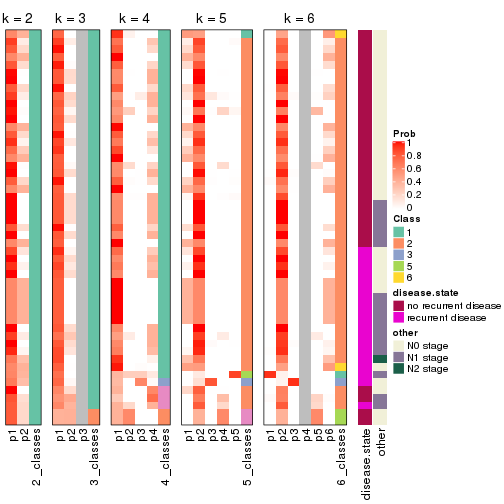 k = 2
k = 3
k = 4
k = 5
k = 6
p1
p2
2_classes
p1
p2
p3
3_classes
p1
p2
p3
p4
4_classes
p1
p2
p3
p4
p5
5_classes
p1
p2
p3
p4
p5
p6
6_classes
disease.state
other
Prob
1
0.8
0.6
0.4
0.2
0
Class
1
2
3
5
6
disease.state
no recurrent disease
recurrent disease
other
N0 stage
N1 stage
N2 stage